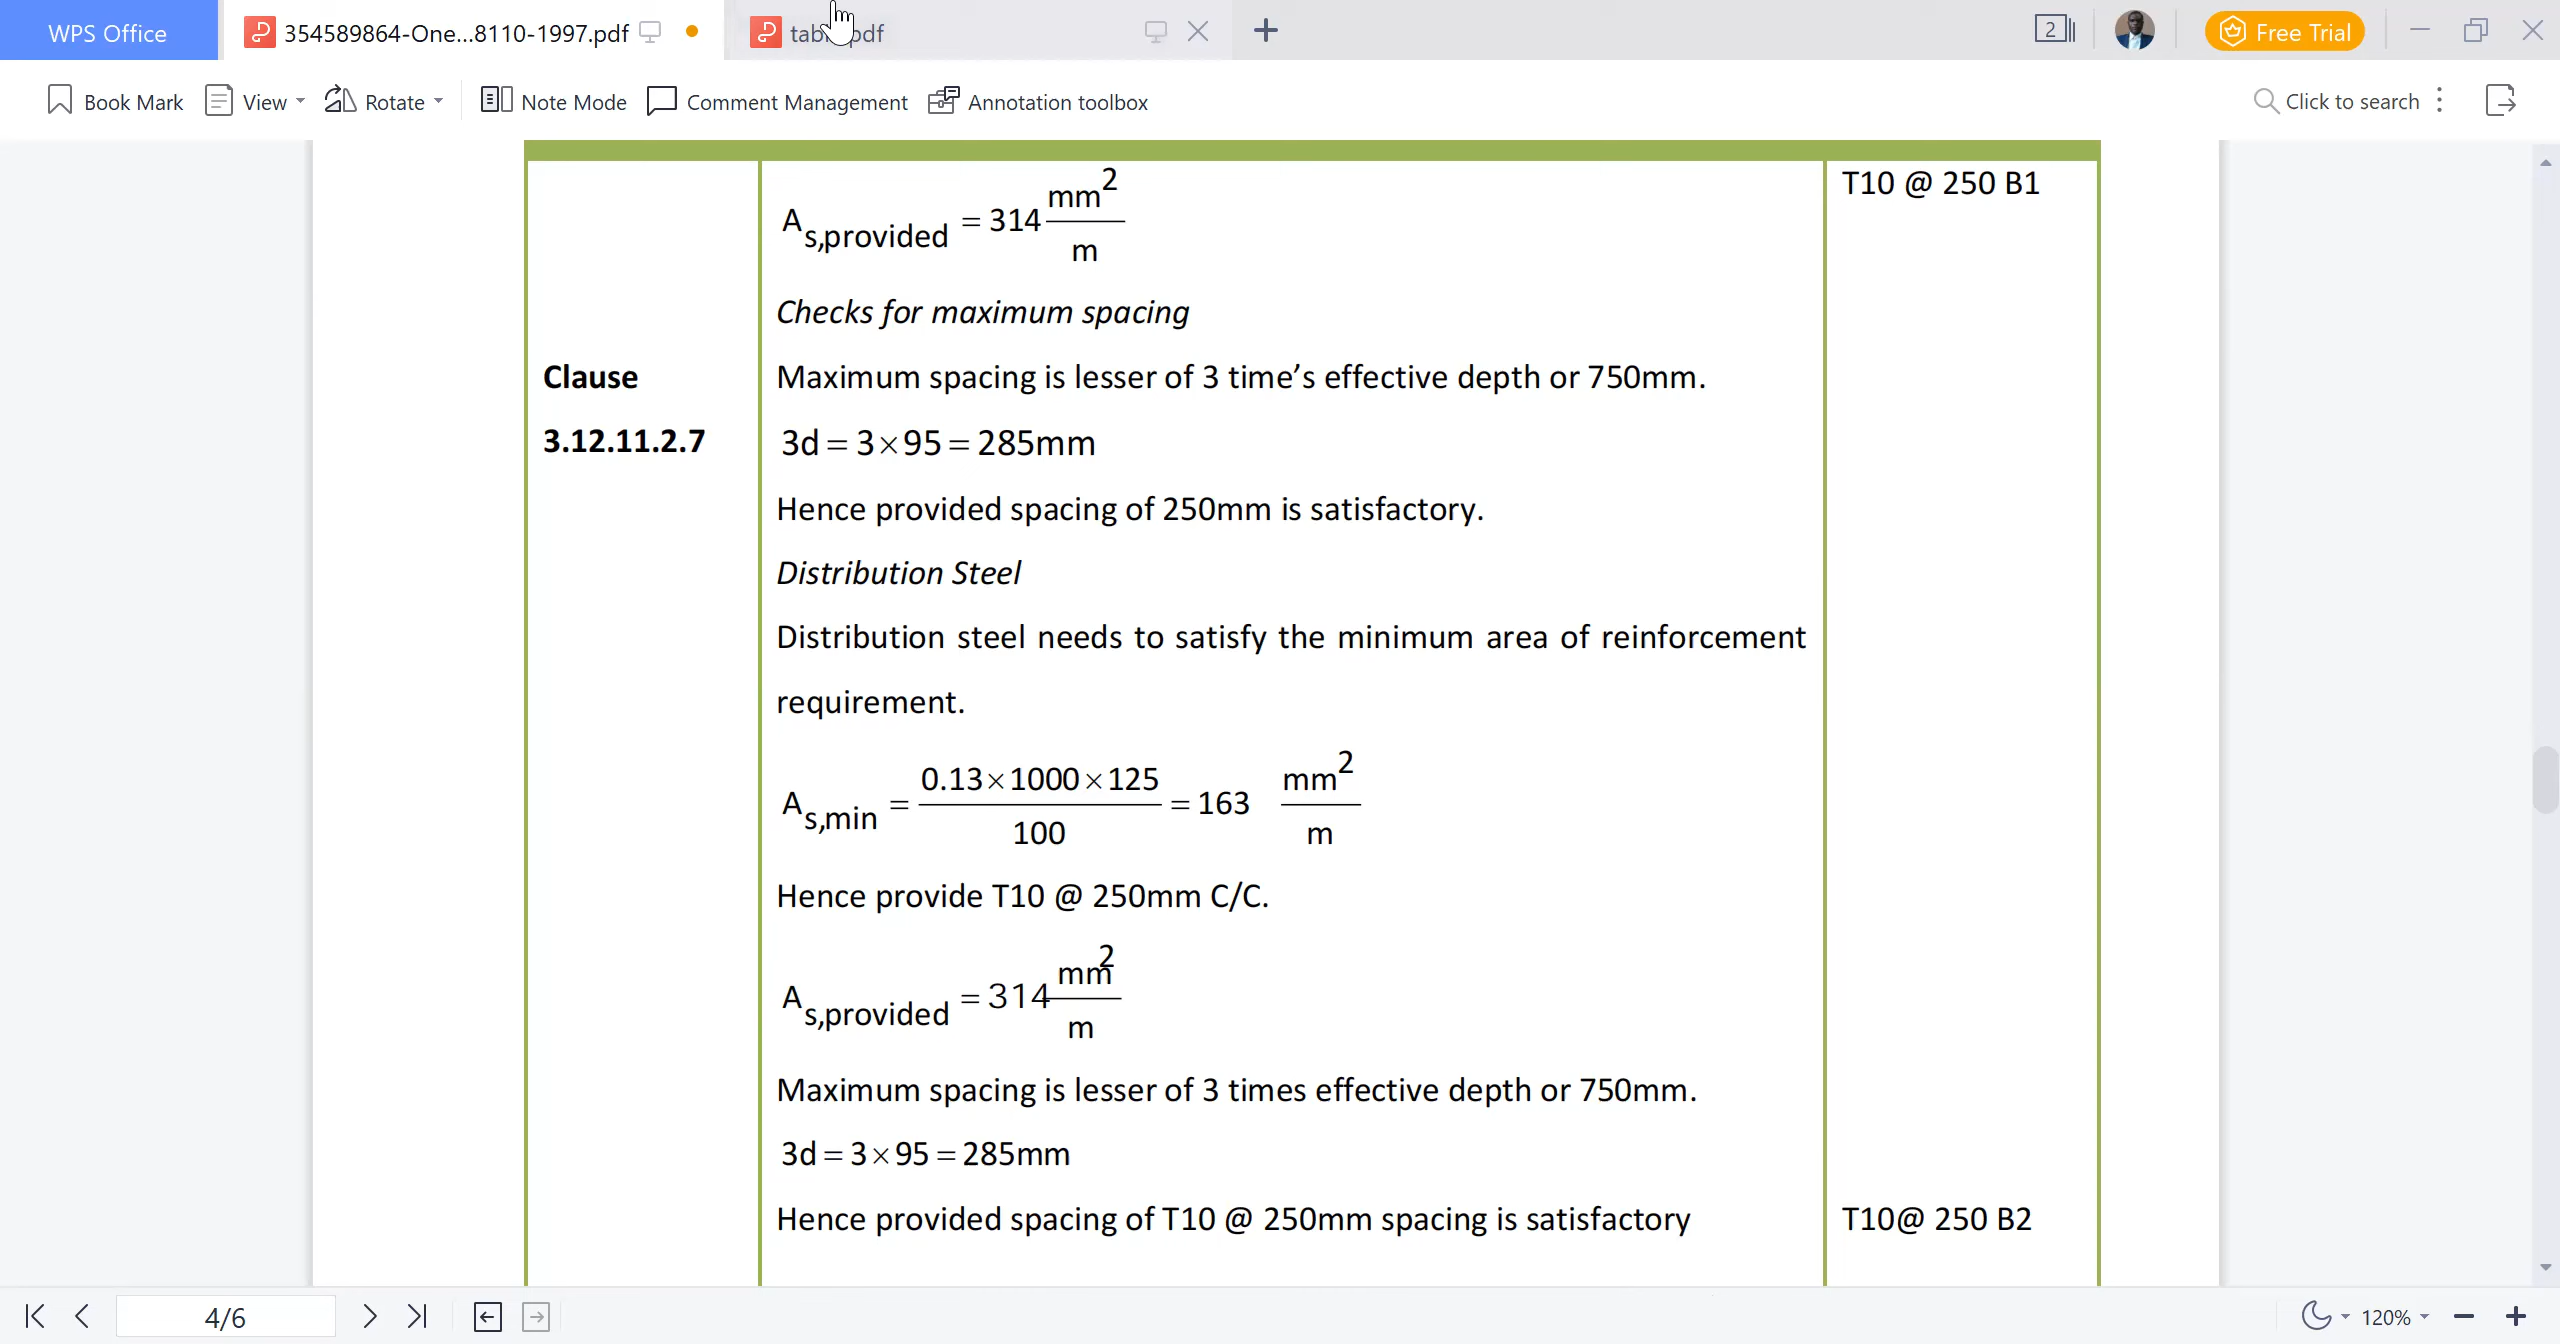 WPS Office
354589864-One...8110-1997.pdf
2
Free Trial
Book Mark
View
Rotate
Note Mode
Comment Management
Annotation toolbox
Click to search
A s,provided = 314 mm2/m
T10 @ 250 B1
Checks for maximum spacing
Clause
Maximum spacing is lesser of 3 time’s effective depth or 750mm.
3.12.11.2.7
3d = 3×95 = 285mm
Hence provided spacing of 250mm is satisfactory.
Distribution Steel
Distribution steel needs to satisfy the minimum area of reinforcement
requirement.
A s,min = 0.13×1000×125/100 = 163 mm2/m
Hence provide T10 @ 250mm C/C.
A s,provided = 314 mm2/m
Maximum spacing is lesser of 3 times effective depth or 750mm.
3d = 3×95 = 285mm
Hence provided spacing of T10 @ 250mm spacing is satisfactory
T10@ 250 B2
4/6
120%